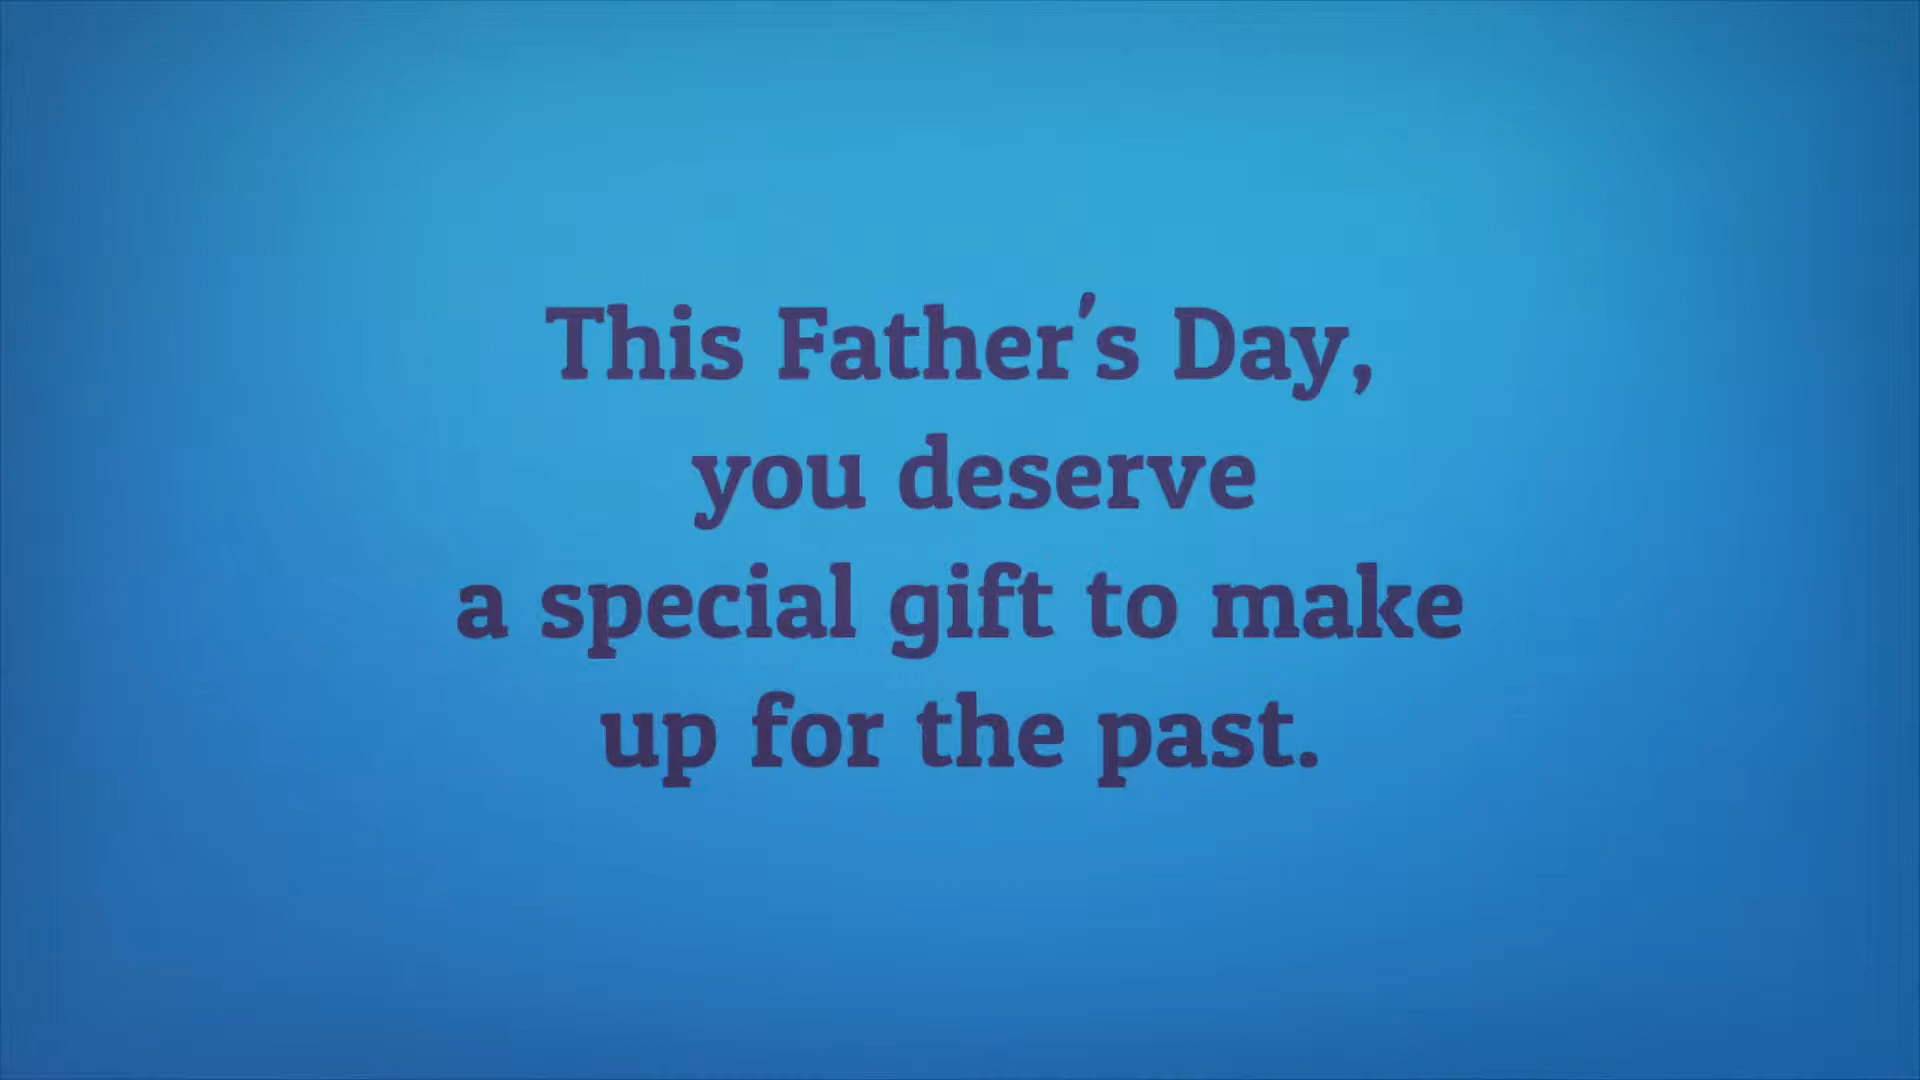 This Father's Day,
you deserve
a special gift to make
up for the past.